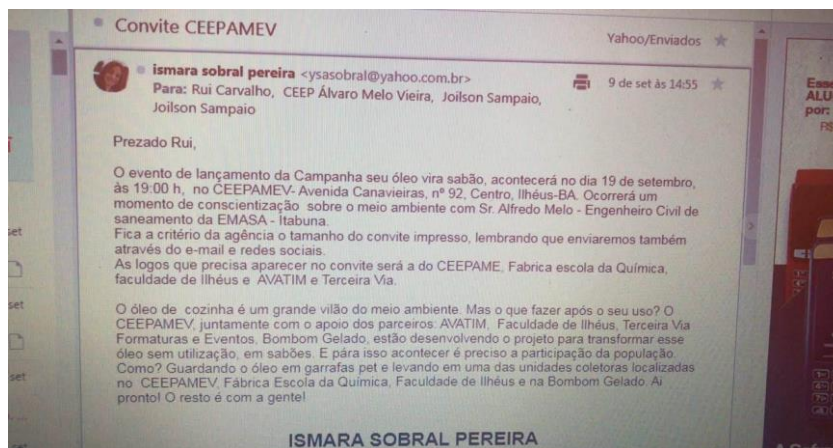 Convite CEEPAMEV
Yahoo/Enviados
ismara sobral pereira <ysasobral@yahoo.com.br>
9 de set às 14:55
Para: Rui Carvalho, CEEP Álvaro Melo Vieira, Joilson Sampaio,
Joilson Sampaio
Prezado Rui,
O evento de lançamento da Campanha seu óleo vira sabão, acontecerá no dia 19 de setembro,
às 19:00 h, no CEEPAMEV- Avenida Canavieiras, nº 92, Centro, Ilhéus-BA. Ocorrerá um
momento de conscientização sobre o meio ambiente com Sr. Alfredo Melo - Engenheiro Civil de
saneamento da EMASA - Itabuna.
Fica a critério da agência o tamanho do convite impresso, lembrando que enviaremos também
através do e-mail e redes sociais.
As logos que precisa aparecer no convite será a do CEEPAME, Fabrica escola da Química,
faculdade de Ilhéus e AVATIM e Terceira Via.
O óleo de cozinha é um grande vilão do meio ambiente. Mas o que fazer após o seu uso? O
CEEPAMEV, juntamente com o apoio dos parceiros: AVATIM, Faculdade de Ilhéus, Terceira Via
Formaturas e Eventos, Bombom Gelado, estão desenvolvendo o projeto para transformar esse
óleo sem utilização, em sabões. E pára isso acontecer é preciso a participação da população.
Como? Guardando o óleo em garrafas pet e levando em uma das unidades coletoras localizadas
no CEEPAMEV, Fábrica Escola da Química, Faculdade de Ilhéus e na Bombom Gelado. Ai
pronto! O resto é com a gente!
ISMARA SOBRAL PEREIRA
set
set
set
ALU
por: